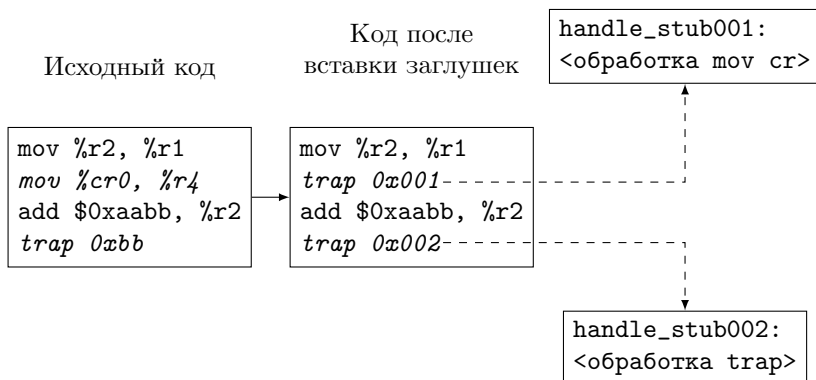 Исходный код
mov %r2, %r1
mov %cr0, %r4
add $0xaabb, %r2
trap 0xbb
Код после
вставки заглушек
mov %r2, %r1
trap 0x001
add $0xaabb, %r2
trap 0x002
handle_stub001:
<обработка mov cr>
handle_stub002:
<обработка trap>